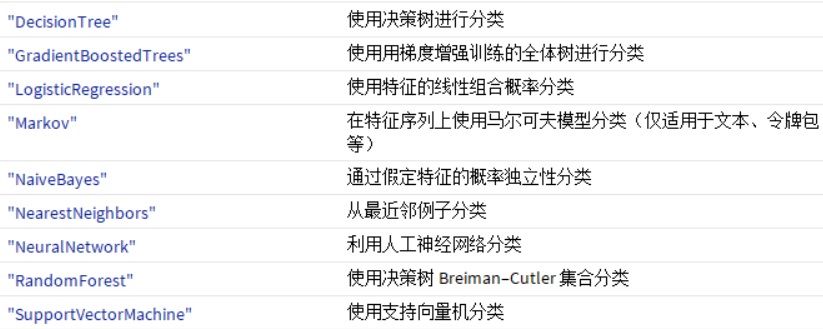 "DecisionTree" 使用决策树进行分类
"GradientBoostedTrees" 使用用梯度增强训练的全体树进行分类
"LogisticRegression" 使用特征的线性组合概率分类
"Markov" 在特征序列上使用马尔可夫模型分类（仅适用于文本、令牌包
等）
"NaiveBayes" 通过假定特征的概率独立性分类
"NearestNeighbors" 从最近邻例子分类
"NeuralNetwork" 利用人工神经网络分类
"RandomForest" 使用决策树 Breiman–Cutler 集合分类
"SupportVectorMachine" 使用支持向量机分类